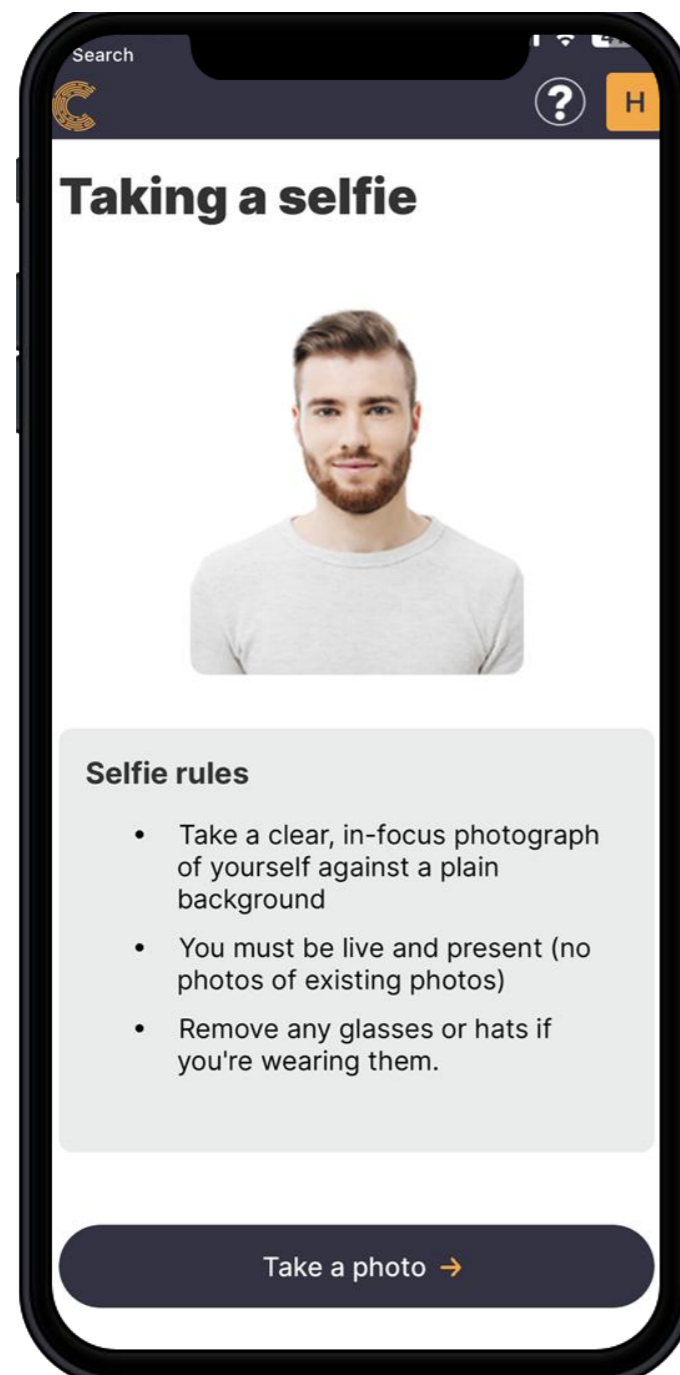 Search
?
H
Taking a selfie
Selfie rules
• Take a clear, in-focus photograph
of yourself against a plain
background
• You must be live and present (no
photos of existing photos)
• Remove any glasses or hats if
you're wearing them.
Take a photo →